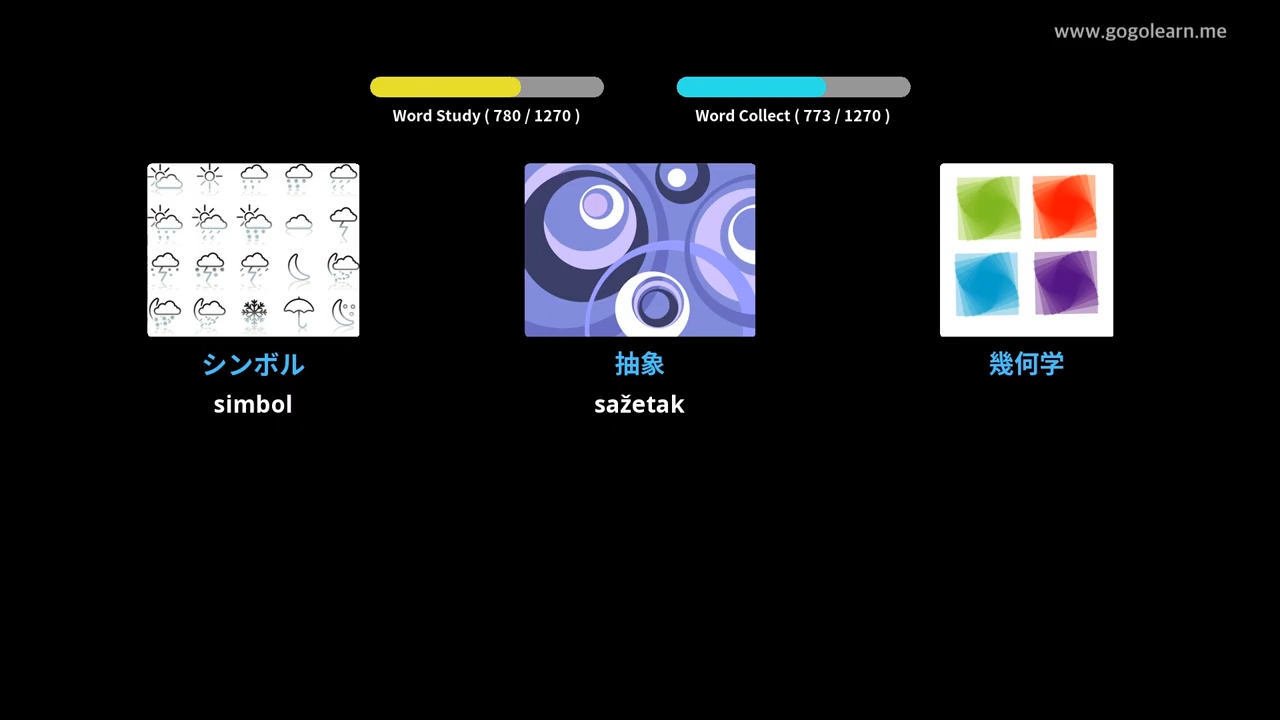 www.gogolearn.me
Word Study ( 780 / 1270 )
Word Collect ( 773 / 1270 )
シンボル
抽象
幾何学
simbol
sažetak